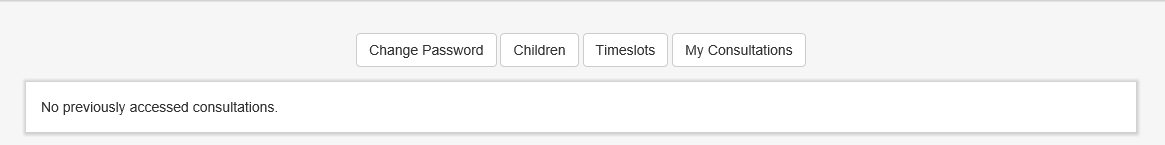 Change Password Children Timeslots My Consultations
No previously accessed consultations.